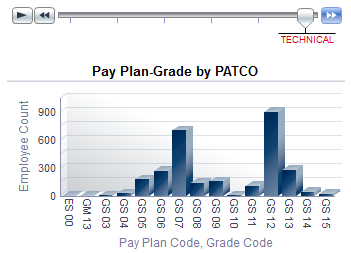 TECHNICAL
Pay Plan-Grade by PATCO
Employee Count
900
600
300
0
ES 00
GM 13
GS 03
GS 04
GS 05
GS 06
GS 07
GS 08
GS 09
GS 10
GS 11
GS 12
GS 13
GS 14
GS 15
Pay Plan Code, Grade Code